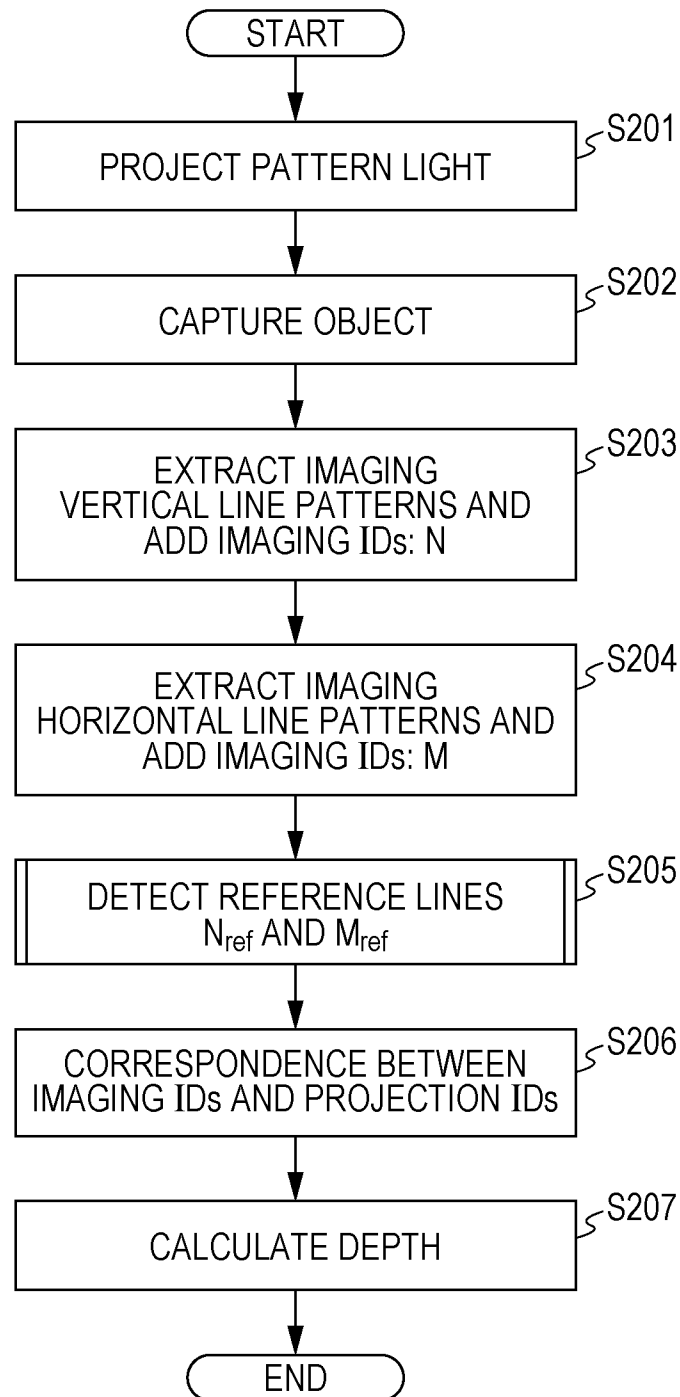 START
S201
PROJECT PATTERN LIGHT
S202
CAPTURE OBJECT
S203
EXTRACT IMAGING
VERTICAL LINE PATTERNS AND
ADD IMAGING IDs: N
S204
EXTRACT IMAGING
HORIZONTAL LINE PATTERNS AND
ADD IMAGING IDs: M
S205
DETECT REFERENCE LINES
Nref AND Mref
S206
CORRESPONDENCE BETWEEN
IMAGING IDs AND PROJECTION IDs
S207
CALCULATE DEPTH
END